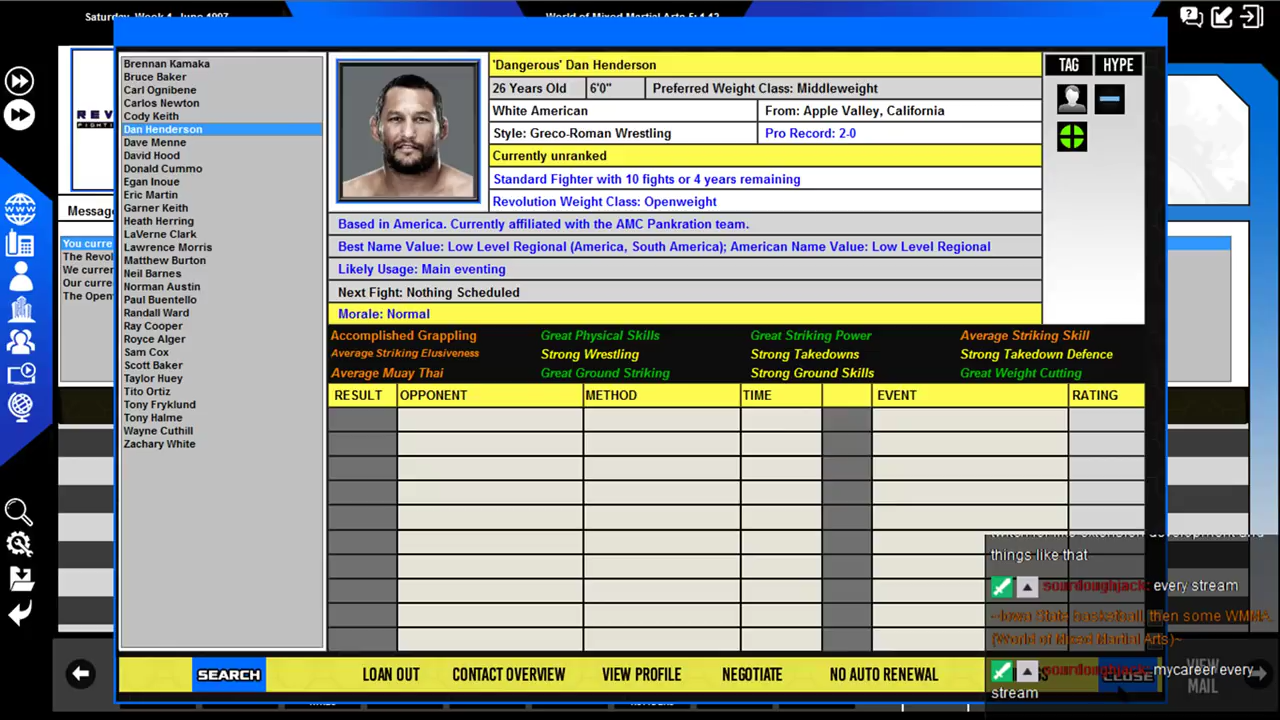 Saturday, Week 4, June 1997
World of Mixed Martial Arts 5: 1.12
Brennan Kamaka
Bruce Baker
Carl Ognibene
Carlos Newton
Cody Keith
Dan Henderson
Dave Menne
David Hood
Donald Cummo
Egan Inoue
Eric Martin
Garner Keith
Heath Herring
LaVerne Clark
Lawrence Morris
Matthew Burton
Neil Barnes
Norman Austin
Paul Buentello
Randall Ward
Ray Cooper
Royce Alger
Sam Cox
Scott Baker
Taylor Huey
Tito Ortiz
Tony Fryklund
Tony Halme
Wayne Cuthill
Zachary White
'Dangerous' Dan Henderson
26 Years Old 6'0" Preferred Weight Class: Middleweight
White American From: Apple Valley, California
Style: Greco-Roman Wrestling Pro Record: 2-0
Currently unranked
Standard Fighter with 10 fights or 4 years remaining
Revolution Weight Class: Openweight
Based in America. Currently affiliated with the AMC Pankration team.
Best Name Value: Low Level Regional (America, South America); American Name Value: Low Level Regional
Likely Usage: Main eventing
Next Fight: Nothing Scheduled
Morale: Normal
TAG HYPE
Accomplished Grappling Great Physical Skills Great Striking Power Average Striking Skill
Average Striking Elusiveness Strong Wrestling Strong Takedowns Strong Takedown Defence
Average Muay Thai Great Ground Striking Strong Ground Skills Great Weight Cutting
RESULT OPPONENT METHOD TIME EVENT RATING
REV
FIGHTI
Messag
You curre
The Revol
We curren
Our curre
The Open
WWW
things like that
sourdoughjack: every stream
~Iowa State basketball, then some WMMA
(World of Mixed Martial Arts)~
sourdoughjack: mycareer every
stream
SEARCH LOAN OUT CONTACT OVERVIEW VIEW PROFILE NEGOTIATE NO AUTO RENEWAL CLOSE
VIEW
MAIL